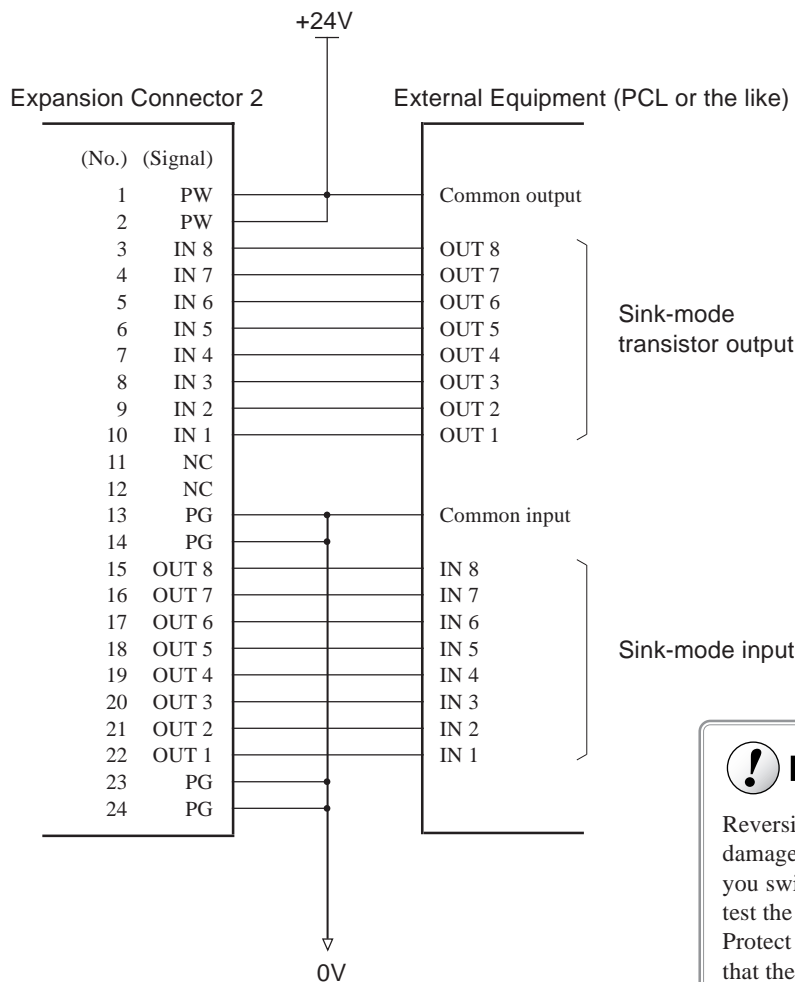 +24V
Expansion Connector 2 External Equipment (PCL or the like)
(No.) (Signal)
1 PW Common output
2 PW
3 IN 8 OUT 8
4 IN 7 OUT 7
5 IN 6 OUT 6
6 IN 5 OUT 5
7 IN 4 OUT 4
8 IN 3 OUT 3
9 IN 2 OUT 2
10 IN 1 OUT 1
Sink-mode
transistor output
11 NC
12 NC
13 PG Common input
14 PG
15 OUT 8 IN 8
16 OUT 7 IN 7
17 OUT 6 IN 6
18 OUT 5 IN 5
19 OUT 4 IN 4
20 OUT 3 IN 3
21 OUT 2 IN 2
22 OUT 1 IN 1
Sink-mode input
23 PG
24 PG
0V
Reversi
damage
you swi
test the
Protect
that the